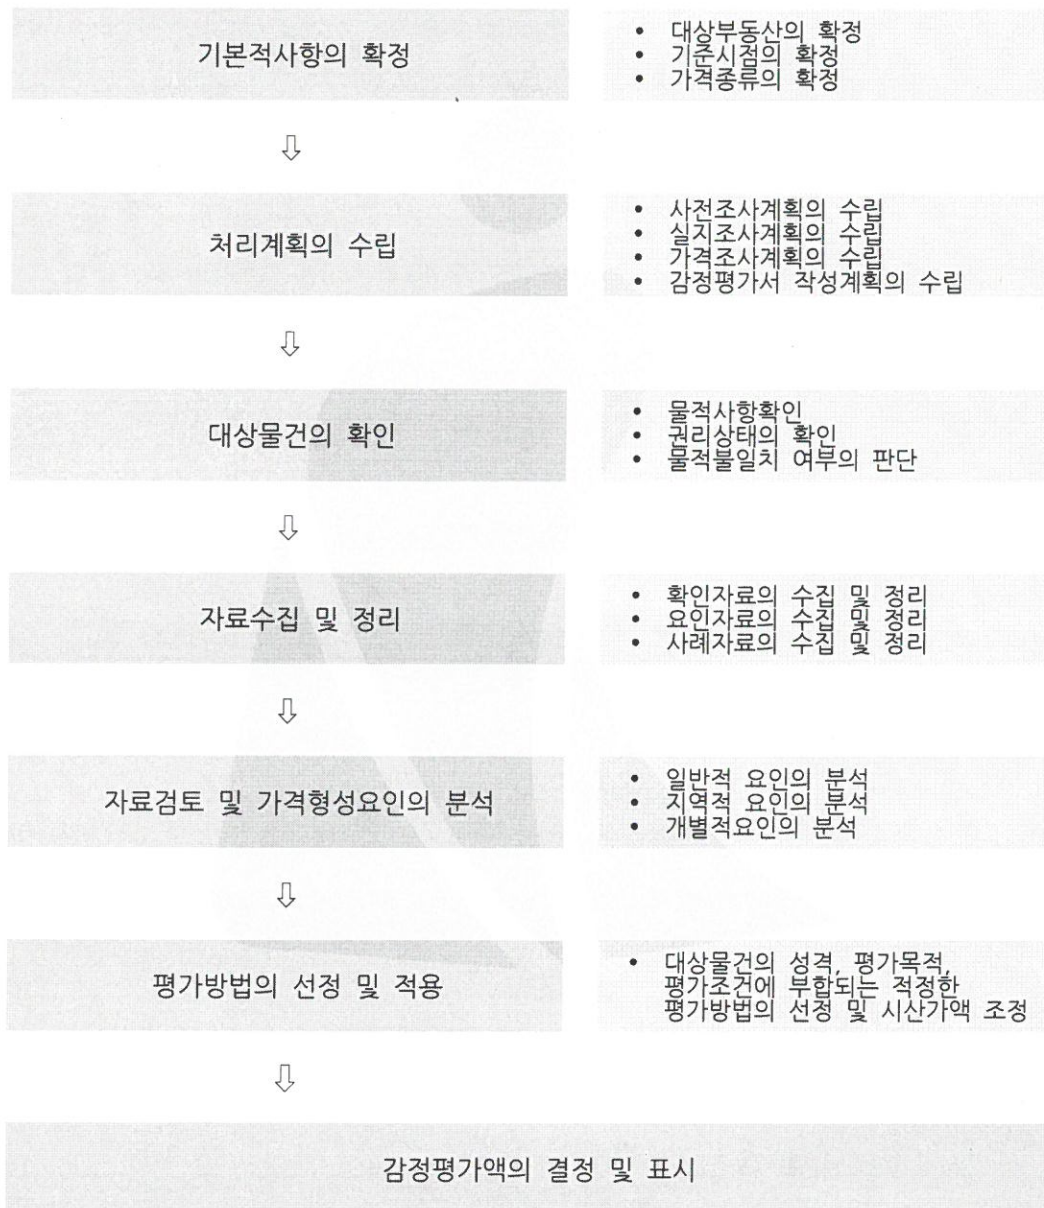 기본적사항의 확정
• 대상부동산의 확정
• 기준시점의 확정
• 가격종류의 확정
⇩
처리계획의 수립
• 사전조사계획의 수립
• 실지조사계획의 수립
• 가격조사계획의 수립
• 감정평가서 작성계획의 수립
⇩
대상물건의 확인
• 물적사항확인
• 권리상태의 확인
• 물적불일치 여부의 판단
⇩
자료수집 및 정리
• 확인자료의 수집 및 정리
• 요인자료의 수집 및 정리
• 사례자료의 수집 및 정리
⇩
자료검토 및 가격형성요인의 분석
• 일반적 요인의 분석
• 지역적 요인의 분석
• 개별적요인의 분석
⇩
평가방법의 선정 및 적용
• 대상물건의 성격, 평가목적,
평가조건에 부합되는 적정한
평가방법의 선정 및 시산가액 조정
⇩
감정평가액의 결정 및 표시